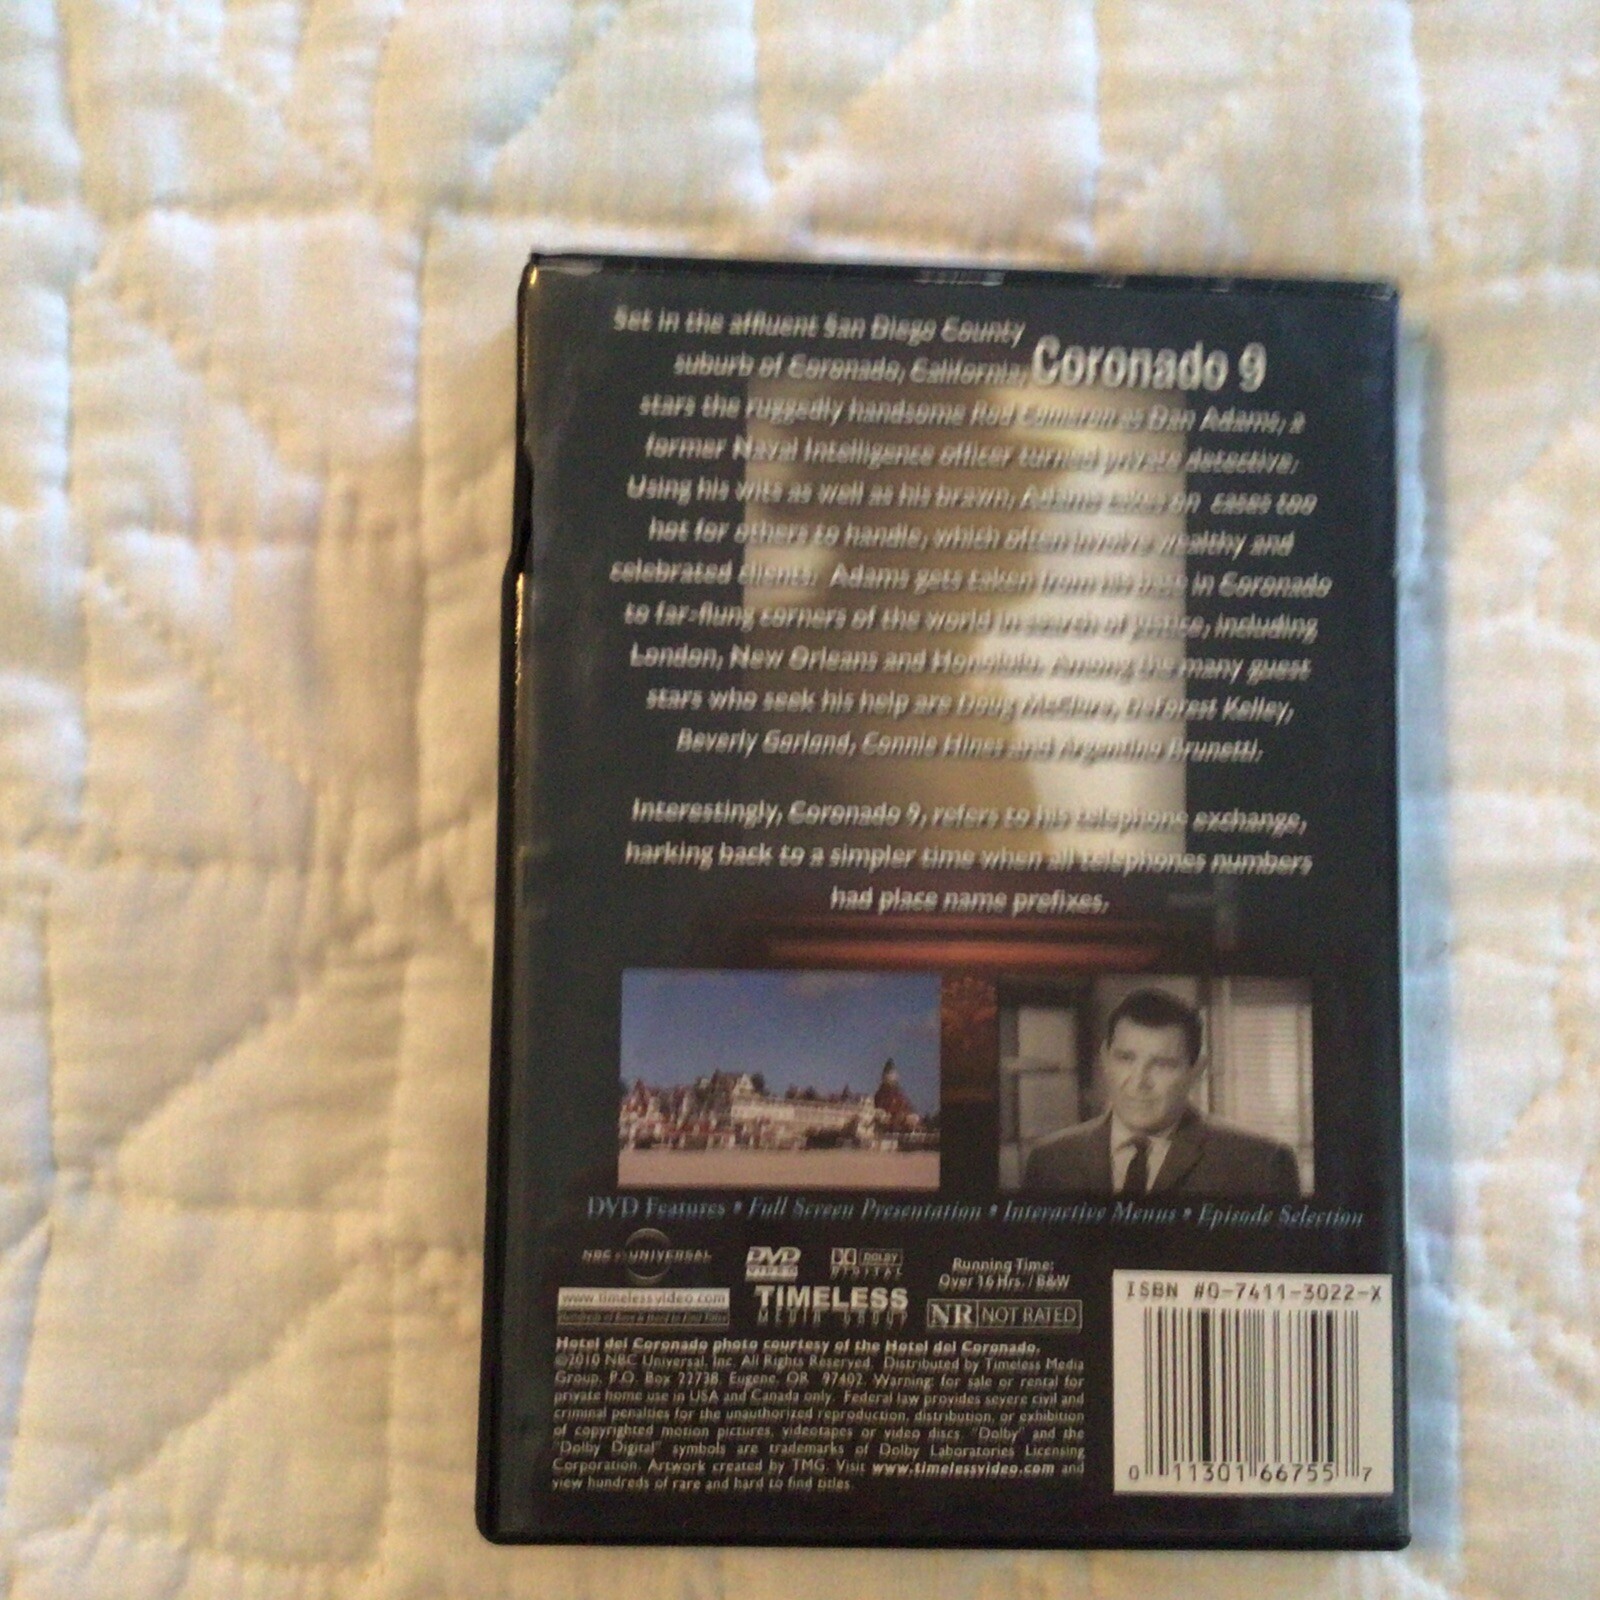 Set in the affluent San Diego County
suburb of Coronado, California, Coronado 9
stars the ruggedly handsome Rod Cameron as Dan Adams, a
former Naval Intelligence officer turned private detective.
Using his wits as well as his brawn, Adams takes on cases too
hot for others to handle, which often involve wealthy and
celebrated clients. Adams gets taken from his base in Coronado
to far-flung corners of the world in search of justice, including
London, New Orleans and Honolulu. Among the many guest
stars who seek his help are Doug McClure, DeForest Kelley,
Beverly Garland, Connie Hines and Argentina Brunetti.
Interestingly, Coronado 9, refers to his telephone exchange,
harking back to a simpler time when all telephones numbers
had place name prefixes.
DVD Features • Full Screen Presentation • Interactive Menus • Episode Selection
NBC UNIVERSAL
DVD VIDEO
DOLBY DIGITAL
Running Time:
Over 16 Hrs. / B&W
www.timelessvideo.com
TIMELESS
MEDIA GROUP
NR NOT RATED
ISBN #0-7411-3022-X
Hotel del Coronado photo courtesy of the Hotel del Coronado.
©2010 NBC Universal, Inc. All Rights Reserved. Distributed by Timeless Media
Group, P.O. Box 22738, Eugene, OR 97402. Warning: for sale or rental for
private home use in USA and Canada only. Federal law provides severe civil and
criminal penalties for the unauthorized reproduction, distribution, or exhibition
of copyrighted motion pictures, videotapes or video discs. "Dolby" and the
"Dolby Digital" symbols are trademarks of Dolby Laboratories Licensing
Corporation. Artwork created by TMG. Visit www.timelessvideo.com and
view hundreds of rare and hard to find titles.
0 11301 66755 7